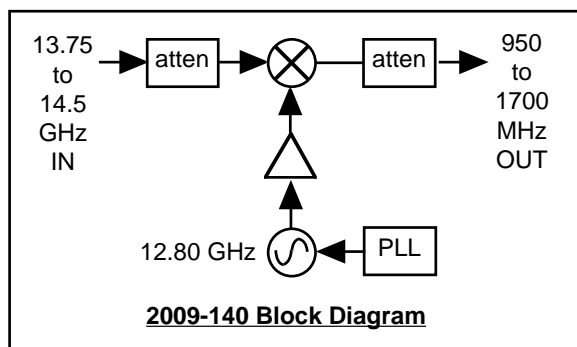 13.75
to
14.5
GHz
IN
atten
atten
950
to
1700
MHz
OUT
12.80 GHz
PLL
2009-140 Block Diagram